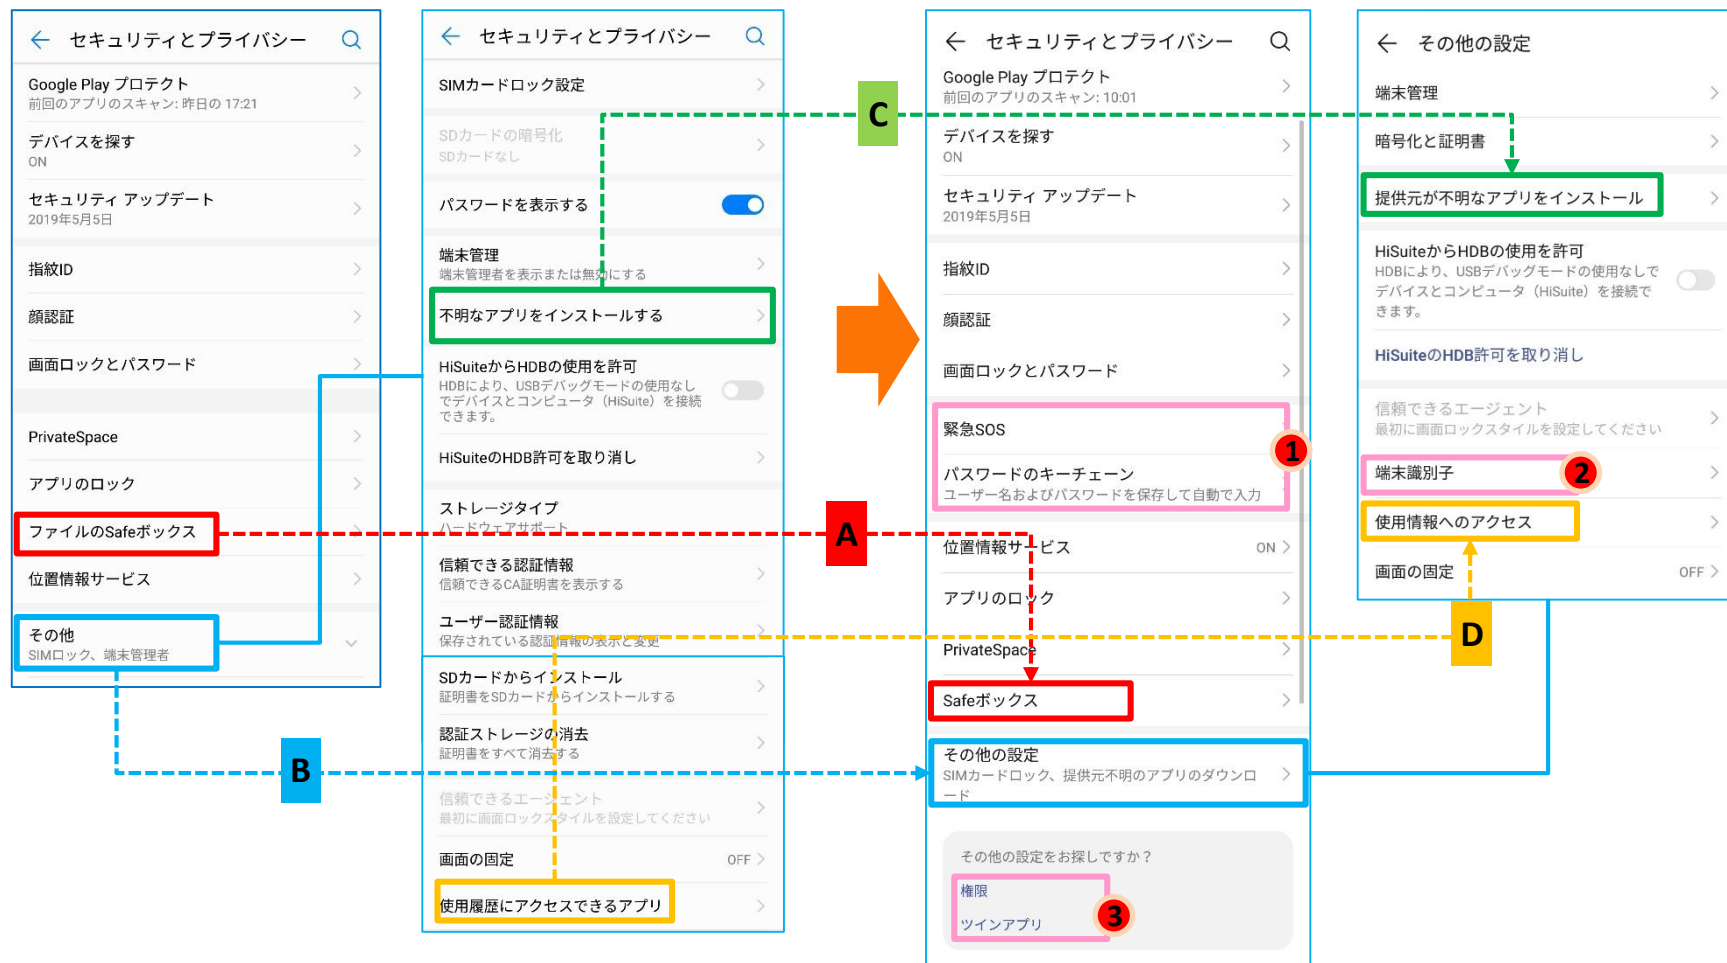 セキュリティとプライバシー
Google Play プロテクト
前回のアプリのスキャン: 昨日の 17:21
デバイスを探す
ON
セキュリティ アップデート
2019年5月5日
指紋ID
顔認証
画面ロックとパスワード
PrivateSpace
アプリのロック
ファイルのSafeボックス
位置情報サービス
その他
SIMロック、端末管理者
セキュリティとプライバシー
SIMカードロック設定
SDカードの暗号化
SDカードなし
パスワードを表示する
端末管理
端末管理者を表示または無効にする
不明なアプリをインストールする
HiSuiteからHDBの使用を許可
HDBにより、USBデバッグモードの使用なし
でデバイスとコンピュータ（HiSuite）を接続
できます。
HiSuiteのHDB許可を取り消し
ストレージタイプ
ハードウェアサポート
信頼できる認証情報
信頼できるCA証明書を表示する
ユーザー認証情報
保存されている認証情報の表示と変更
SDカードからインストール
証明書をSDカードからインストールする
認証ストレージの消去
証明書をすべて消去する
信頼できるエージェント
最初に画面ロックスタイルを設定してください
画面の固定
OFF
使用履歴にアクセスできるアプリ
A
B
C
D
セキュリティとプライバシー
Google Play プロテクト
前回のアプリのスキャン: 10:01
デバイスを探す
ON
セキュリティ アップデート
2019年5月5日
指紋ID
顔認証
画面ロックとパスワード
緊急SOS
1
パスワードのキーチェーン
ユーザー名およびパスワードを保存して自動で入力
位置情報サービス
ON
アプリのロック
PrivateSpace
Safeボックス
その他の設定
SIMカードロック、提供元不明のアプリのダウンロ
ード
その他の設定をお探しですか？
権限
ツインアプリ
3
その他の設定
端末管理
暗号化と証明書
提供元が不明なアプリをインストール
HiSuiteからHDBの使用を許可
HDBにより、USBデバッグモードの使用なしで
デバイスとコンピュータ（HiSuite）を接続で
きます。
HiSuiteのHDB許可を取り消し
信頼できるエージェント
最初に画面ロックスタイルを設定してください
端末識別子
2
使用情報へのアクセス
画面の固定
OFF